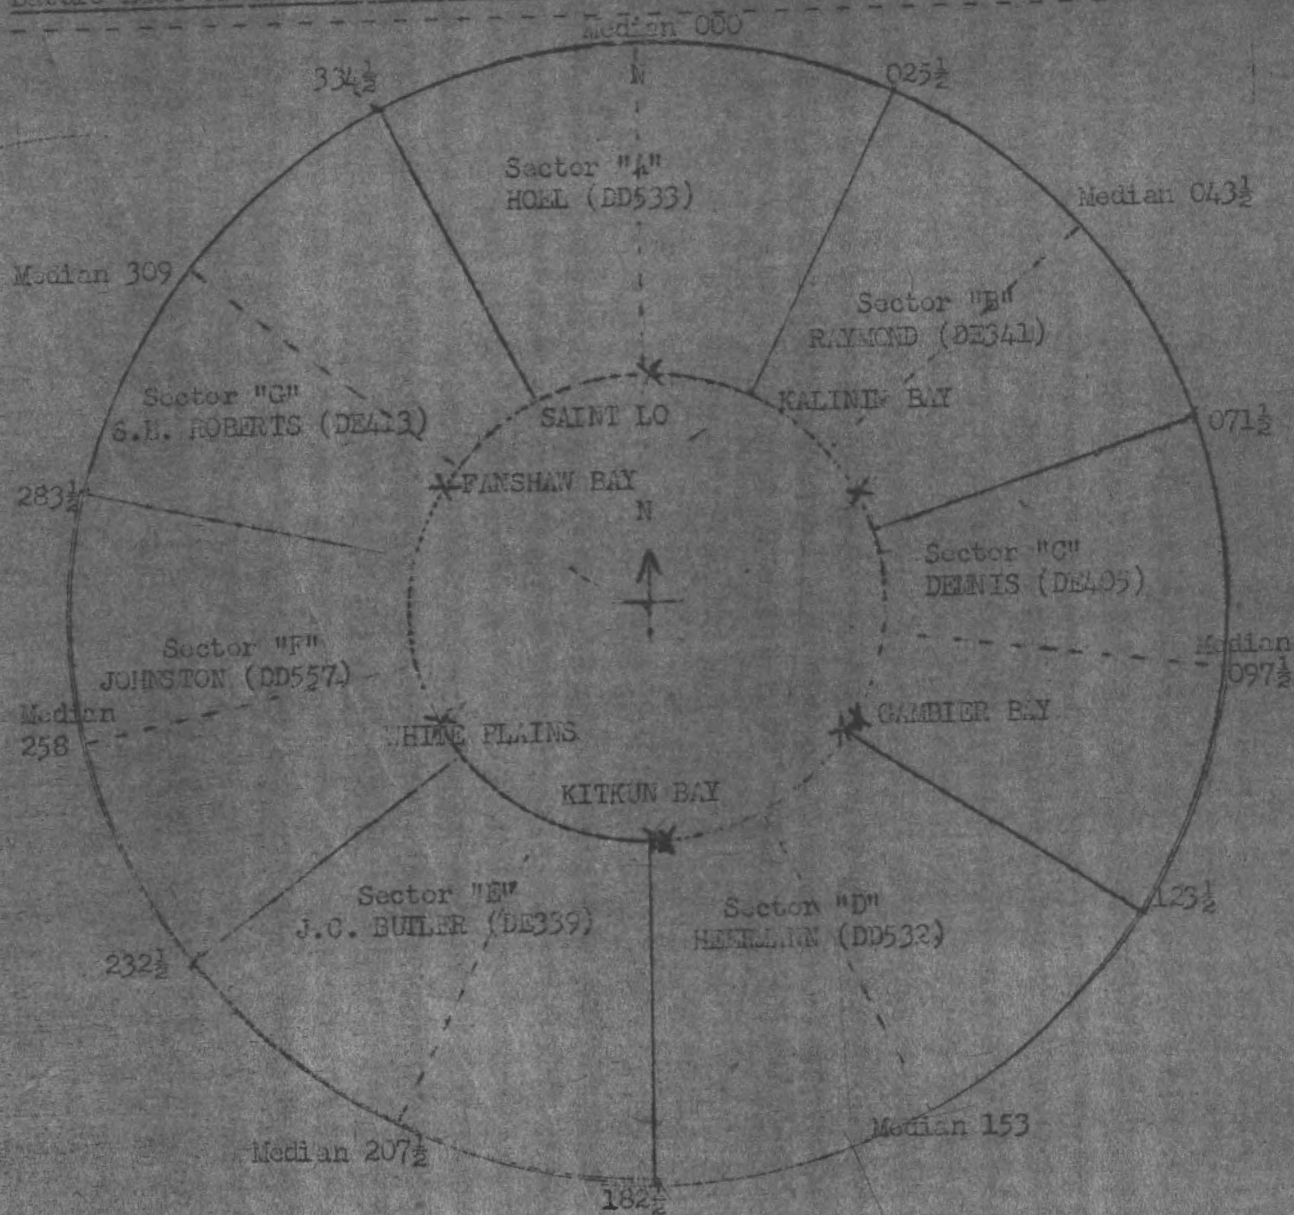 Median 000
N
334½
025½
Sector "A"
HOEL (DD533)
Median 043½
Median 309
Sector "B"
RAYMOND (DE341)
Sector "G"
S.B. ROBERTS (DE413)
SAINT LO
KALININ BAY
071½
283½
FANSHAW BAY
N
Sector "C"
DENNIS (DE405)
Sector "F"
JOHNSTON (DD557)
Median
097½
Median
258
WHITE PLAINS
GAMBIER BAY
KITKUN BAY
Sector "E"
J.C. BUTLER (DE339)
Sector "D"
HEERMANN (DD532)
123½
232½
Median 207½
Median 153
182½